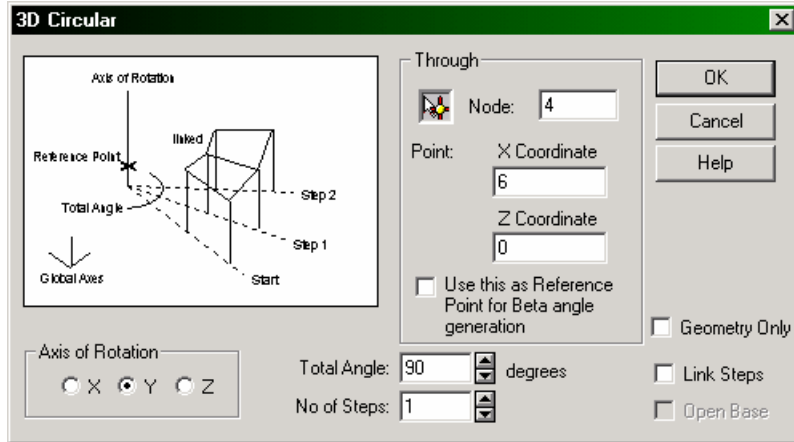 3D Circular
Axis of Rotation
linked
Reference Point
Total Angle
Step 2
Step 1
Start
Global Axes
Through
Node: 4
Point: X Coordinate
6
Z Coordinate
0
Use this as Reference
Point for Beta angle
generation
OK
Cancel
Help
Geometry Only
Link Steps
Open Base
Axis of Rotation
X Y Z
Total Angle: 90 degrees
No of Steps: 1